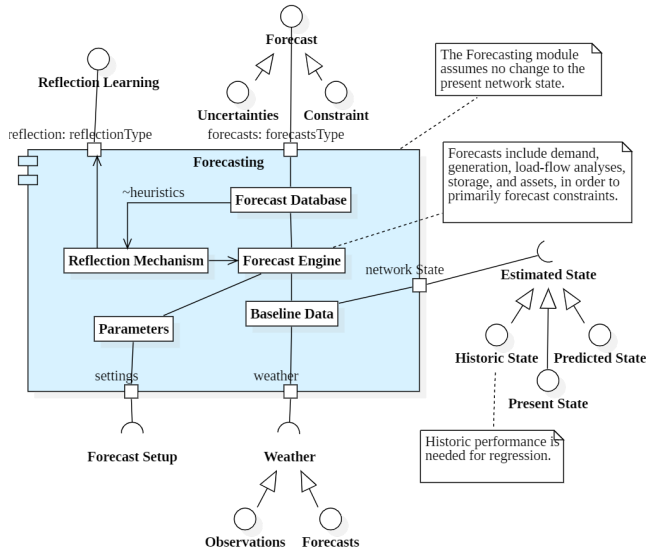 Forecast
The Forecasting module
assumes no change to the
present network state.
Reflection Learning
Uncertainties
Constraint
reflection: reflectionType
forecasts: forecastsType
Forecasting
Forecasts include demand,
generation, load-flow analyses,
storage, and assets, in order to
primarily forecast constraints.
~heuristics
Forecast Database
Reflection Mechanism
Forecast Engine
network State
Estimated State
Baseline Data
Parameters
Historic State
Predicted State
settings
weather
Present State
Historic performance is
needed for regression.
Forecast Setup
Weather
Observations
Forecasts